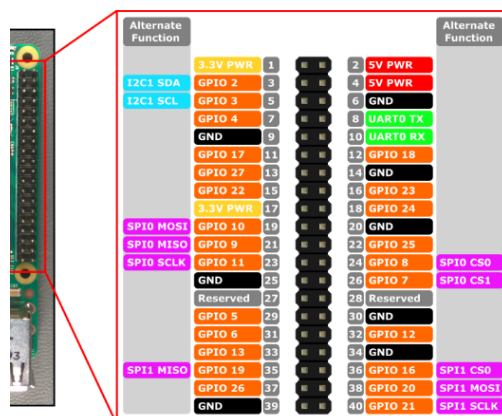 Alternate Function
Alternate Function
3.3V PWR 1 2 5V PWR
I2C1 SDA GPIO 2 3 4 5V PWR
I2C1 SCL GPIO 3 5 6 GND
GPIO 4 7 8 UART0 TX
GND 9 10 UART0 RX
GPIO 17 11 12 GPIO 18
GPIO 27 13 14 GND
GPIO 22 15 16 GPIO 23
3.3V PWR 17 18 GPIO 24
SPI0 MOSI GPIO 10 19 20 GND
SPI0 MISO GPIO 9 21 22 GPIO 25
SPI0 SCLK GPIO 11 23 24 GPIO 8 SPI0 CS0
GND 25 26 GPIO 7 SPI0 CS1
Reserved 27 28 Reserved
GPIO 5 29 30 GND
GPIO 6 31 32 GPIO 12
GPIO 13 33 34 GND
SPI1 MISO GPIO 19 35 36 GPIO 16 SPI1 CS0
GPIO 26 37 38 GPIO 20 SPI1 MOSI
GND 39 40 GPIO 21 SPI1 SCLK